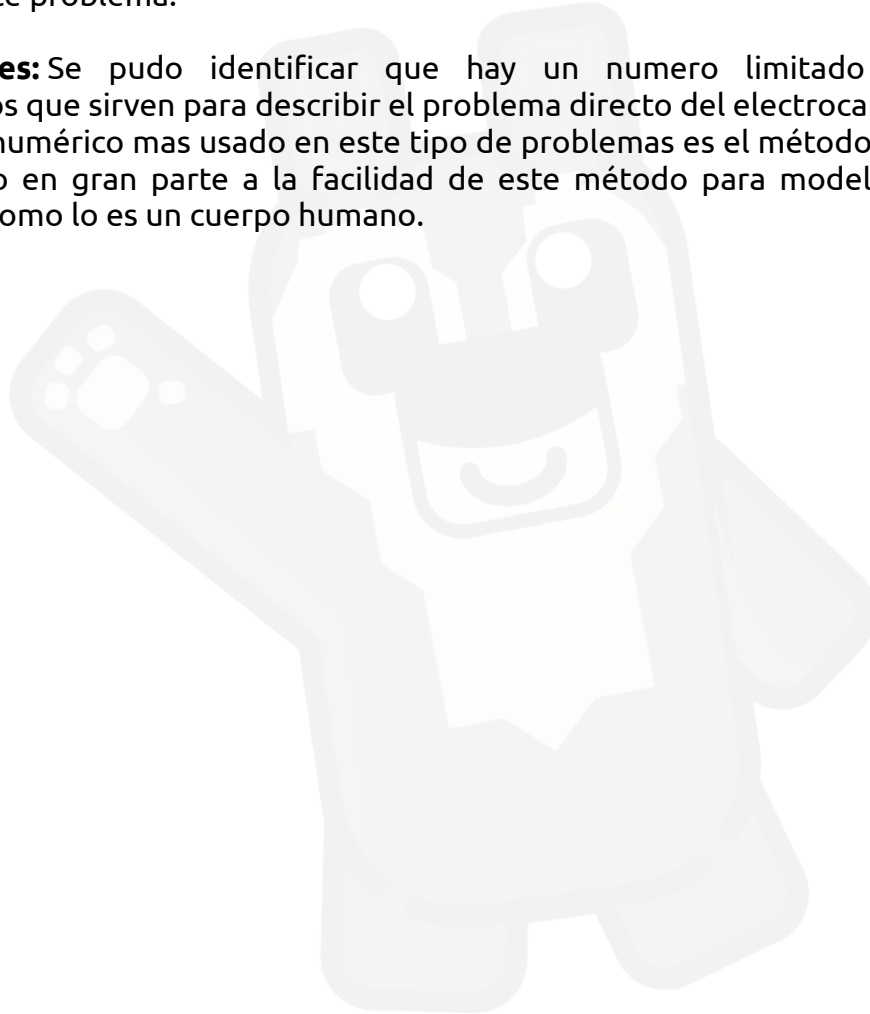 problema.
es: Se pudo identificar que hay un numero limitado
os que sirven para describir el problema directo del electroca
numérico mas usado en este tipo de problemas es el método
o en gran parte a la facilidad de este método para model
omo lo es un cuerpo humano.